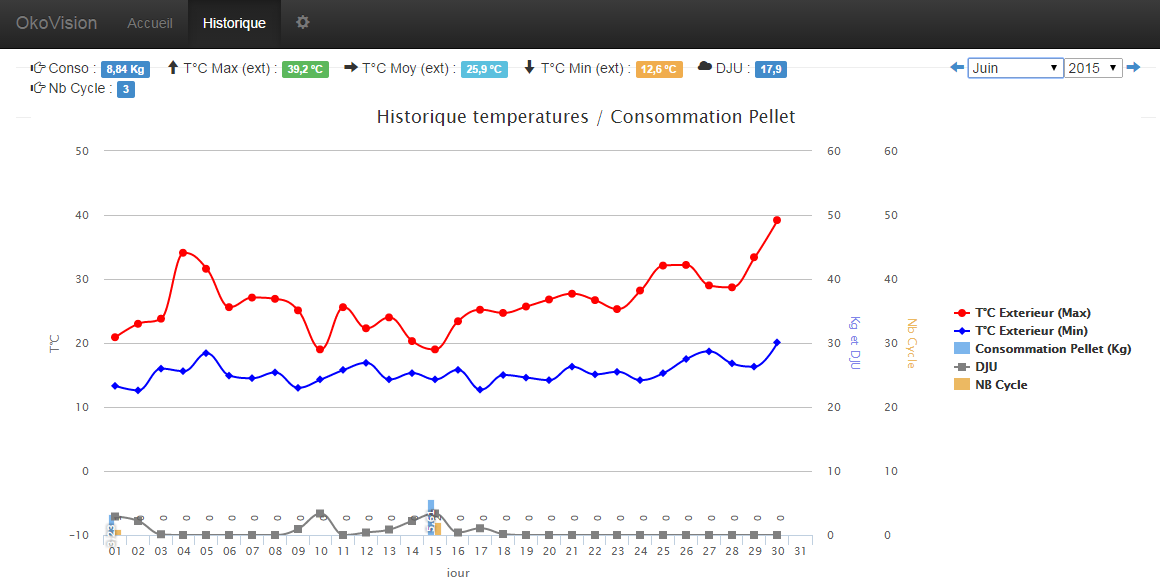 OkoVision Accueil Historique
Conso : 8,84 Kg T°C Max (ext) : 39,2 °C T°C Moy (ext) : 25,9 °C T°C Min (ext) : 12,6 °C DJU : 17,9 Juin 2015
Nb Cycle : 3
Historique temperatures / Consommation Pellet
50 60 60
40 50 50
30 40 40
T°C Exterieur (Max)
T°C Exterieur (Min)
T°C 20 Kg et DJU 30 Nb Cycle 30
Consommation Pellet (Kg)
DJU
NB Cycle
10 20 20
0 10 10
0 0 0 0 0 0 0 0 0 0 0 0 0 0 0 0 0 0 0 0 0 0 0 0 0 0 0 0
-10 0 0
01 02 03 04 05 06 07 08 09 10 11 12 13 14 15 16 17 18 19 20 21 22 23 24 25 26 27 28 29 30 31
jour